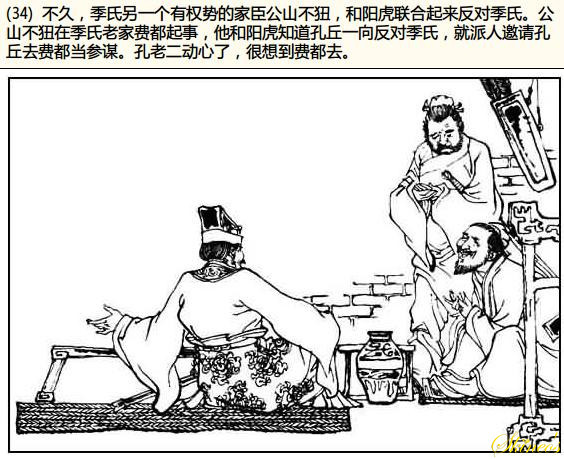 (34) 不久，季氏另一个有权势的家臣公山不狃，和阳虎联合起来反对季氏。公
山不狃在季氏老家费都起事，他和阳虎知道孔丘一向反对季氏，就派人邀请孔
丘去费都当参谋。孔老二动心了，很想到费都去。